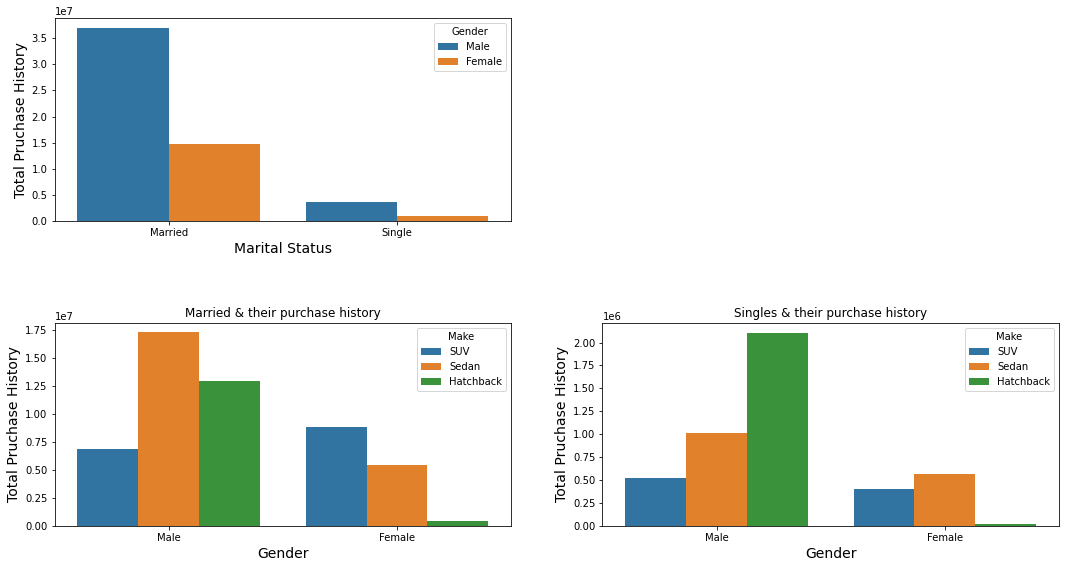 1e7
Gender
Male
Female
3.5
3.0
2.5
2.0
1.5
1.0
0.5
0.0
Total Pruchase History
Married Single
Marital Status
Married & their purchase history
1e7
Make
SUV
Sedan
Hatchback
1.75
1.50
1.25
1.00
0.75
0.50
0.25
0.00
Total Pruchase History
Male Female
Gender
Singles & their purchase history
1e6
Make
SUV
Sedan
Hatchback
2.00
1.75
1.50
1.25
1.00
0.75
0.50
0.25
0.00
Total Pruchase History
Male Female
Gender